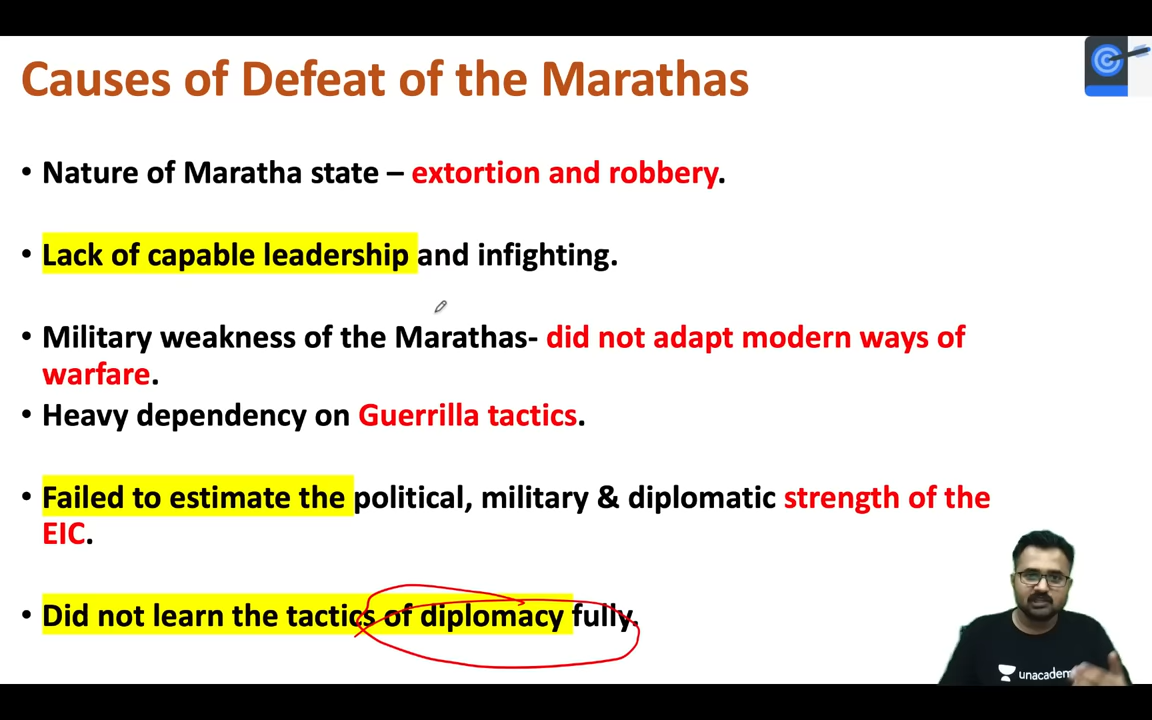 Causes of Defeat of the Marathas
• Nature of Maratha state – extortion and robbery.
• Lack of capable leadership and infighting.
• Military weakness of the Marathas- did not adapt modern ways of
warfare.
• Heavy dependency on Guerrilla tactics.
• Failed to estimate the political, military & diplomatic strength of the
EIC.
• Did not learn the tactics of diplomacy fully.
unacadem